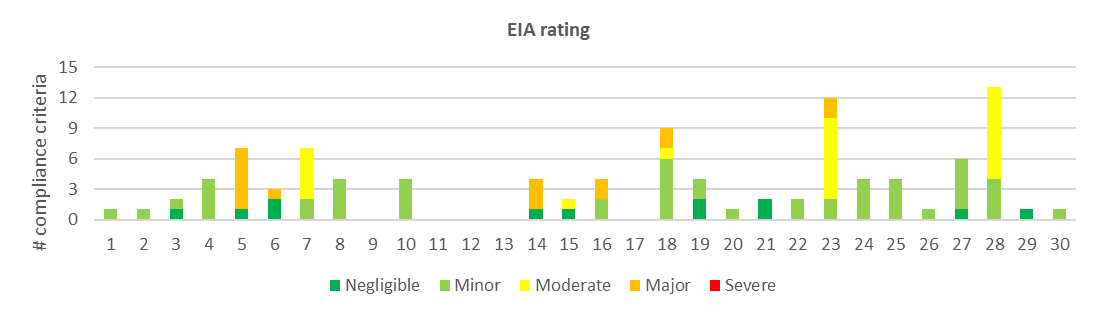 EIA rating
# compliance criteria
15
12
9
6
3
0
1 2 3 4 5 6 7 8 9 10 11 12 13 14 15 16 17 18 19 20 21 22 23 24 25 26 27 28 29 30
Negligible Minor Moderate Major Severe